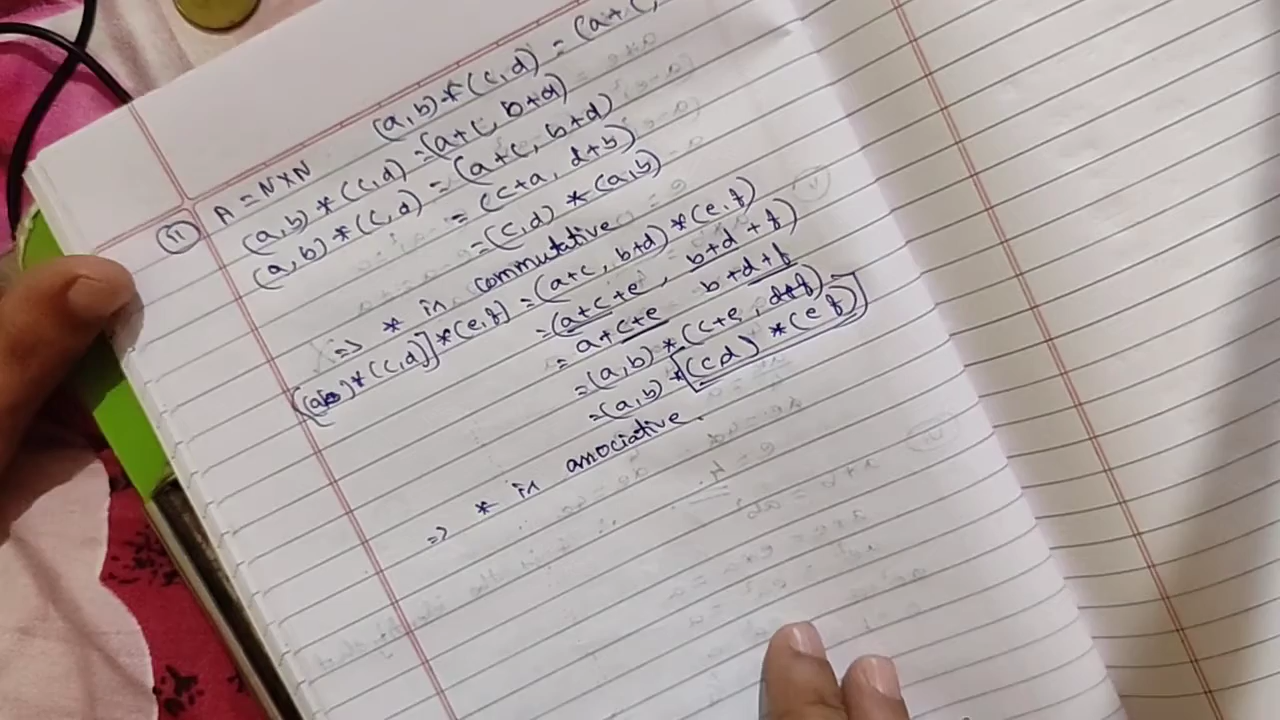 (11) A = N×N (a,b)*(c,d) = (a+c,
(a,b)*(c,d) = (a+c, b+d)
(a,b)*(c,d) = (a+c, b+d)
= (c+a, d+b)
= (c,d) * (a,b)
=> * is commutative
[(a,b)*(c,d)]*(e,f) = (a+c, b+d)*(e,f)
= (a+c+e, b+d+f)
= a+c+e b+d+f
= (a,b)*(c+e, d+f)
= (a,b)*[(c,d)*(e,f)]
=> * is associative.